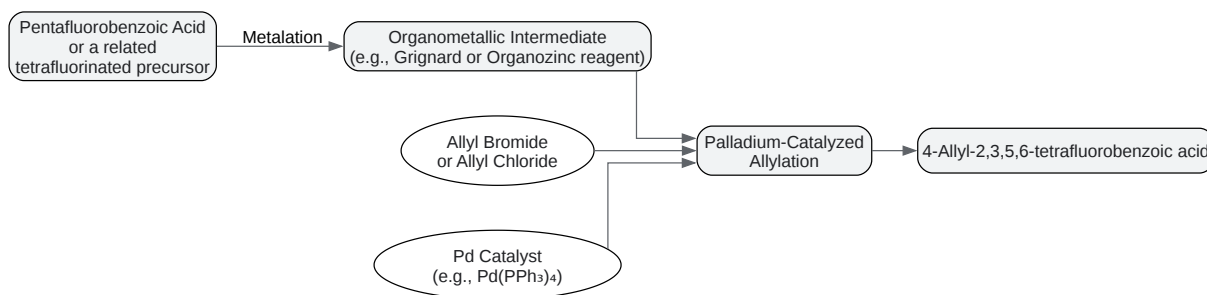 Pentafluorobenzoic Acid
or a related
tetrafluorinated precursor
Metalation
Organometallic Intermediate
(e.g., Grignard or Organozinc reagent)
Allyl Bromide
or Allyl Chloride
Pd Catalyst
(e.g., Pd(PPh₃)₄)
Palladium-Catalyzed
Allylation
4-Allyl-2,3,5,6-tetrafluorobenzoic acid